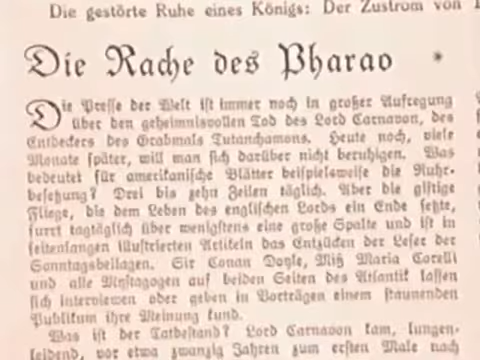 Die gestörte Ruhe eines Königs: Der Zustrom von
Die Rache des Pharao *
Die Presse der Welt ist immer noch in großer Aufregung
über den geheimnisvollen Tod des Lord Carnavon, des
Entdeckers des Grabmals Tutanchamons. Heute noch, viele
Monate später, will man sich darüber nicht beruhigen. Was
bedeutet für amerikanische Blätter beispielsweise die Ruhr-
besetzung? Drei bis zehn Zeilen täglich. Aber die giftige
Fliege, die dem Leben des englischen Lords ein Ende setzte,
surrt tagtäglich über wenigstens eine große Spalte und ist in
seitenlangen illustrierten Artikeln das Entzücken der Leser der
Sonntagsbeilagen. Sir Conan Doyle, Miß Maria Corelli
und alle Mystagogen auf beiden Seiten des Atlantik lassen
sich interviewen oder geben in Vorträgen einem staunenden
Publikum ihre Meinung kund.
Was ist der Tatbestand? Lord Carnavon kam, lungen-
leidend, vor etwa zwanzig Jahren zum ersten Male nach